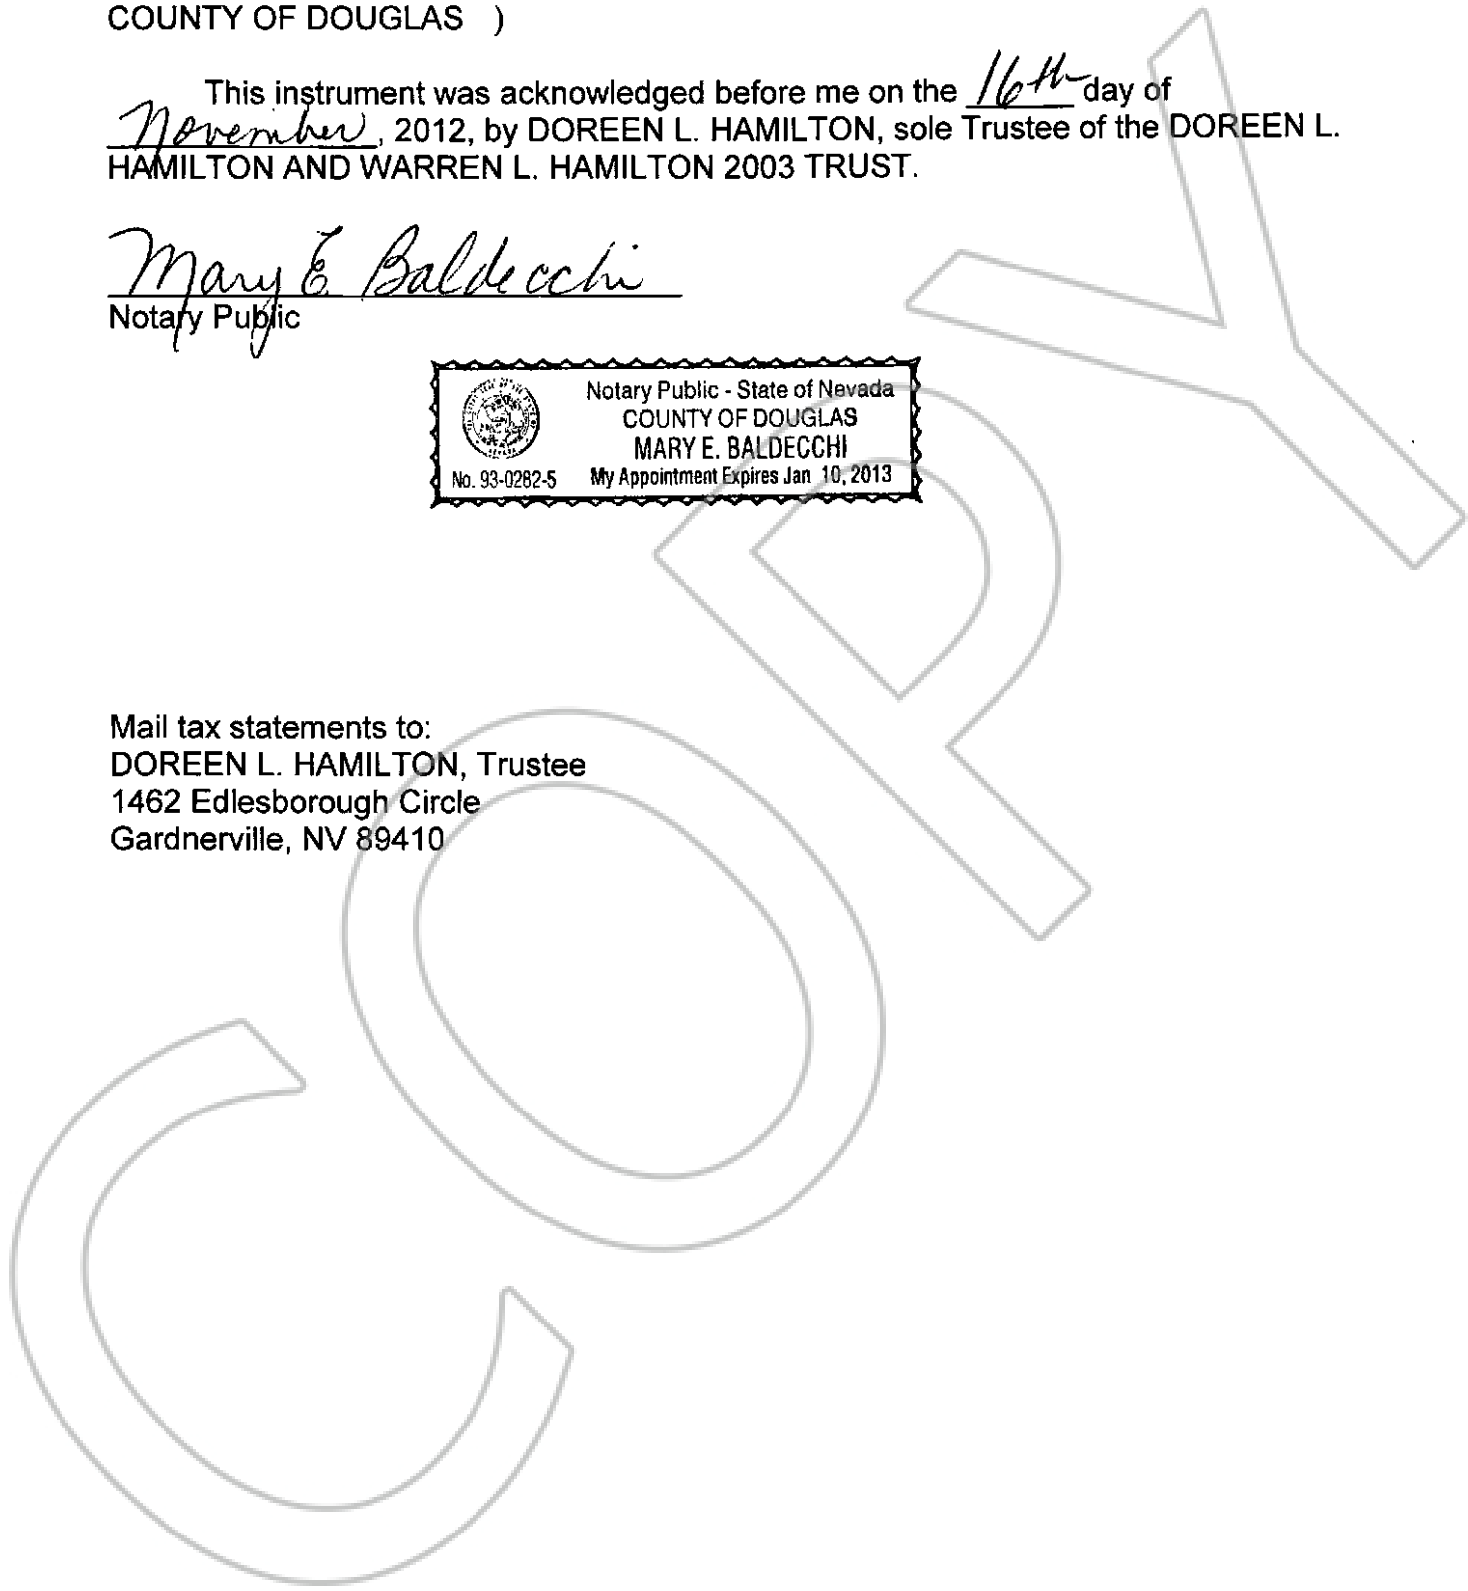 COUNTY OF DOUGLAS )
This instrument was acknowledged before me on the 16th day of
November, 2012, by DOREEN L. HAMILTON, sole Trustee of the DOREEN L.
HAMILTON AND WARREN L. HAMILTON 2003 TRUST.
Mary E. Baldecchi
Notary Public
Notary Public - State of Nevada
COUNTY OF DOUGLAS
MARY E. BALDECCHI
No. 93-0282-5 My Appointment Expires Jan 10, 2013
Mail tax statements to:
DOREEN L. HAMILTON, Trustee
1462 Edlesborough Circle
Gardnerville, NV 89410
COPY